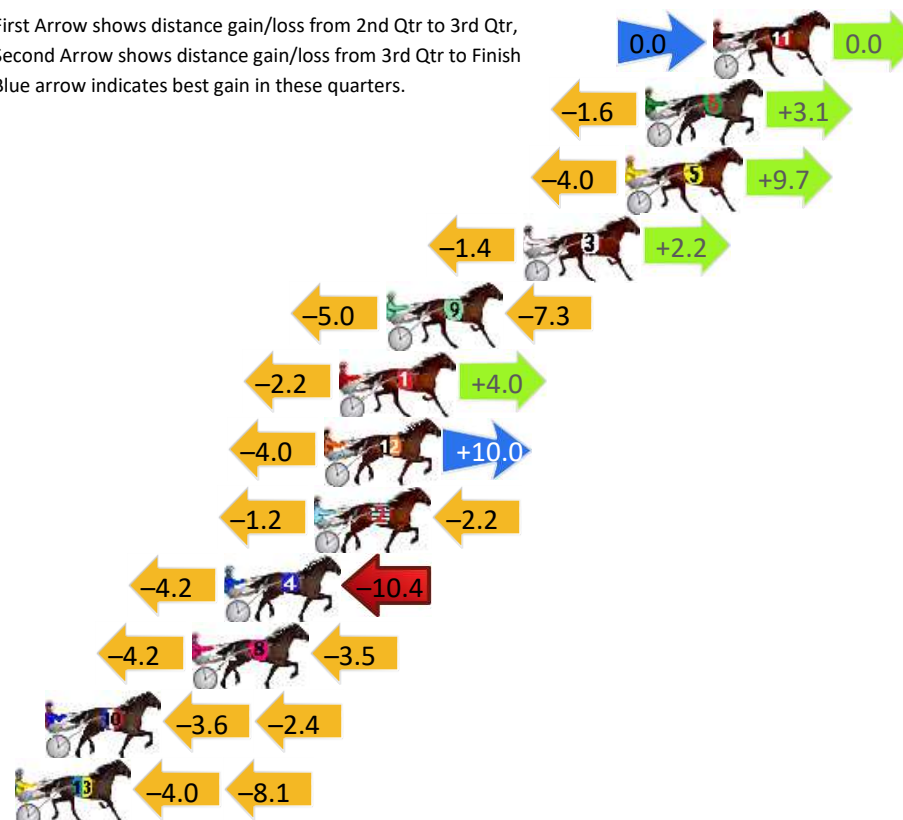 First Arrow shows distance gain/loss from 2nd Qtr to 3rd Qtr,
Second Arrow shows distance gain/loss from 3rd Qtr to Finish
Blue arrow indicates best gain in these quarters.
0.0 11 0.0
–1.6 6 +3.1
–4.0 5 +9.7
–1.4 3 +2.2
–5.0 9 –7.3
–2.2 1 +4.0
–4.0 12 +10.0
–1.2 –2.2
–4.2 4 –10.4
–4.2 8 –3.5
10 –3.6 –2.4
13 –4.0 –8.1